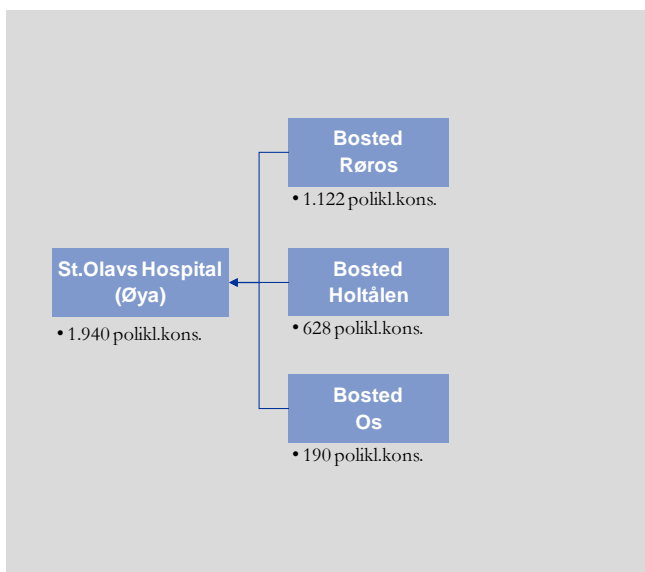 Bosted
Røros
• 1.122 polikl.kons.
St.Olavs Hospital
(Øya)
• 1.940 polikl.kons.
Bosted
Holtålen
• 628 polikl.kons.
Bosted
Os
• 190 polikl.kons.